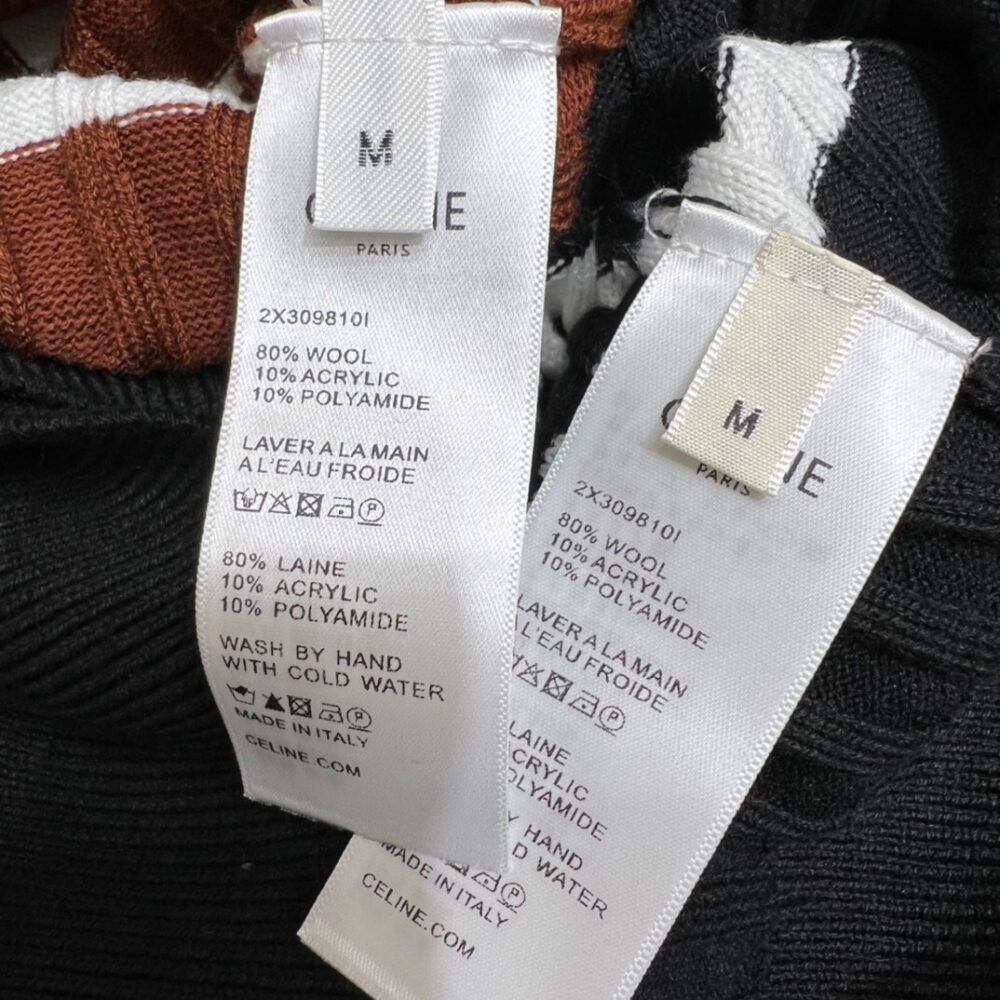 M
PARIS
2X309810I
80% WOOL
10% ACRYLIC
10% POLYAMIDE
LAVER A LA MAIN
A L'EAU FROIDE
P
80% LAINE
10% ACRYLIC
10% POLYAMIDE
WASH BY HAND
WITH COLD WATER
P
MADE IN ITALY
CELINE.COM
M
PARIS
2X309810I
80% WOOL
10% ACRYLIC
10% POLYAMIDE
LAVER A LA MAIN
L'EAU FROIDE
P
LAINE
HAND
WATER
P
MADE IN ITALY
CELINE.COM